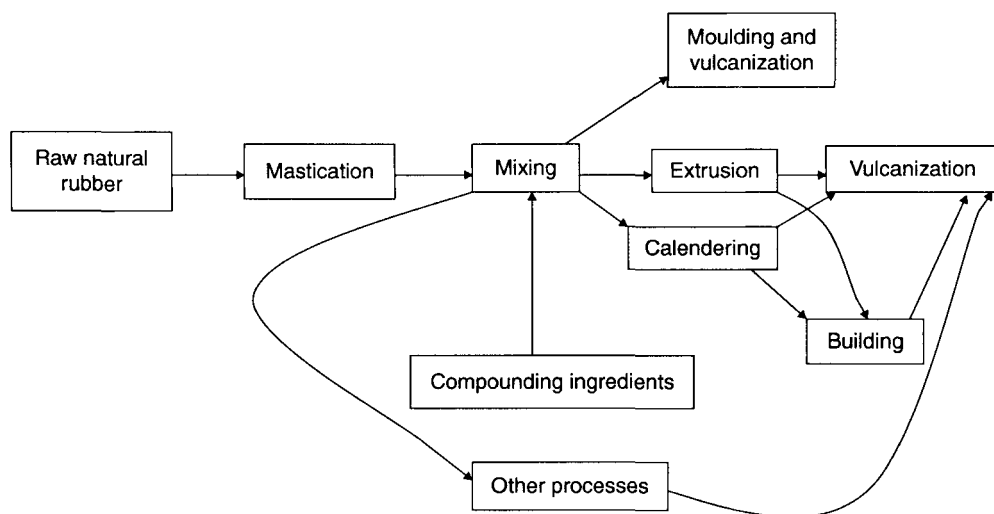 Moulding and
vulcanization
Raw natural
rubber
Mastication
Mixing
Extrusion
Vulcanization
Calendering
Building
Compounding ingredients
Other processes